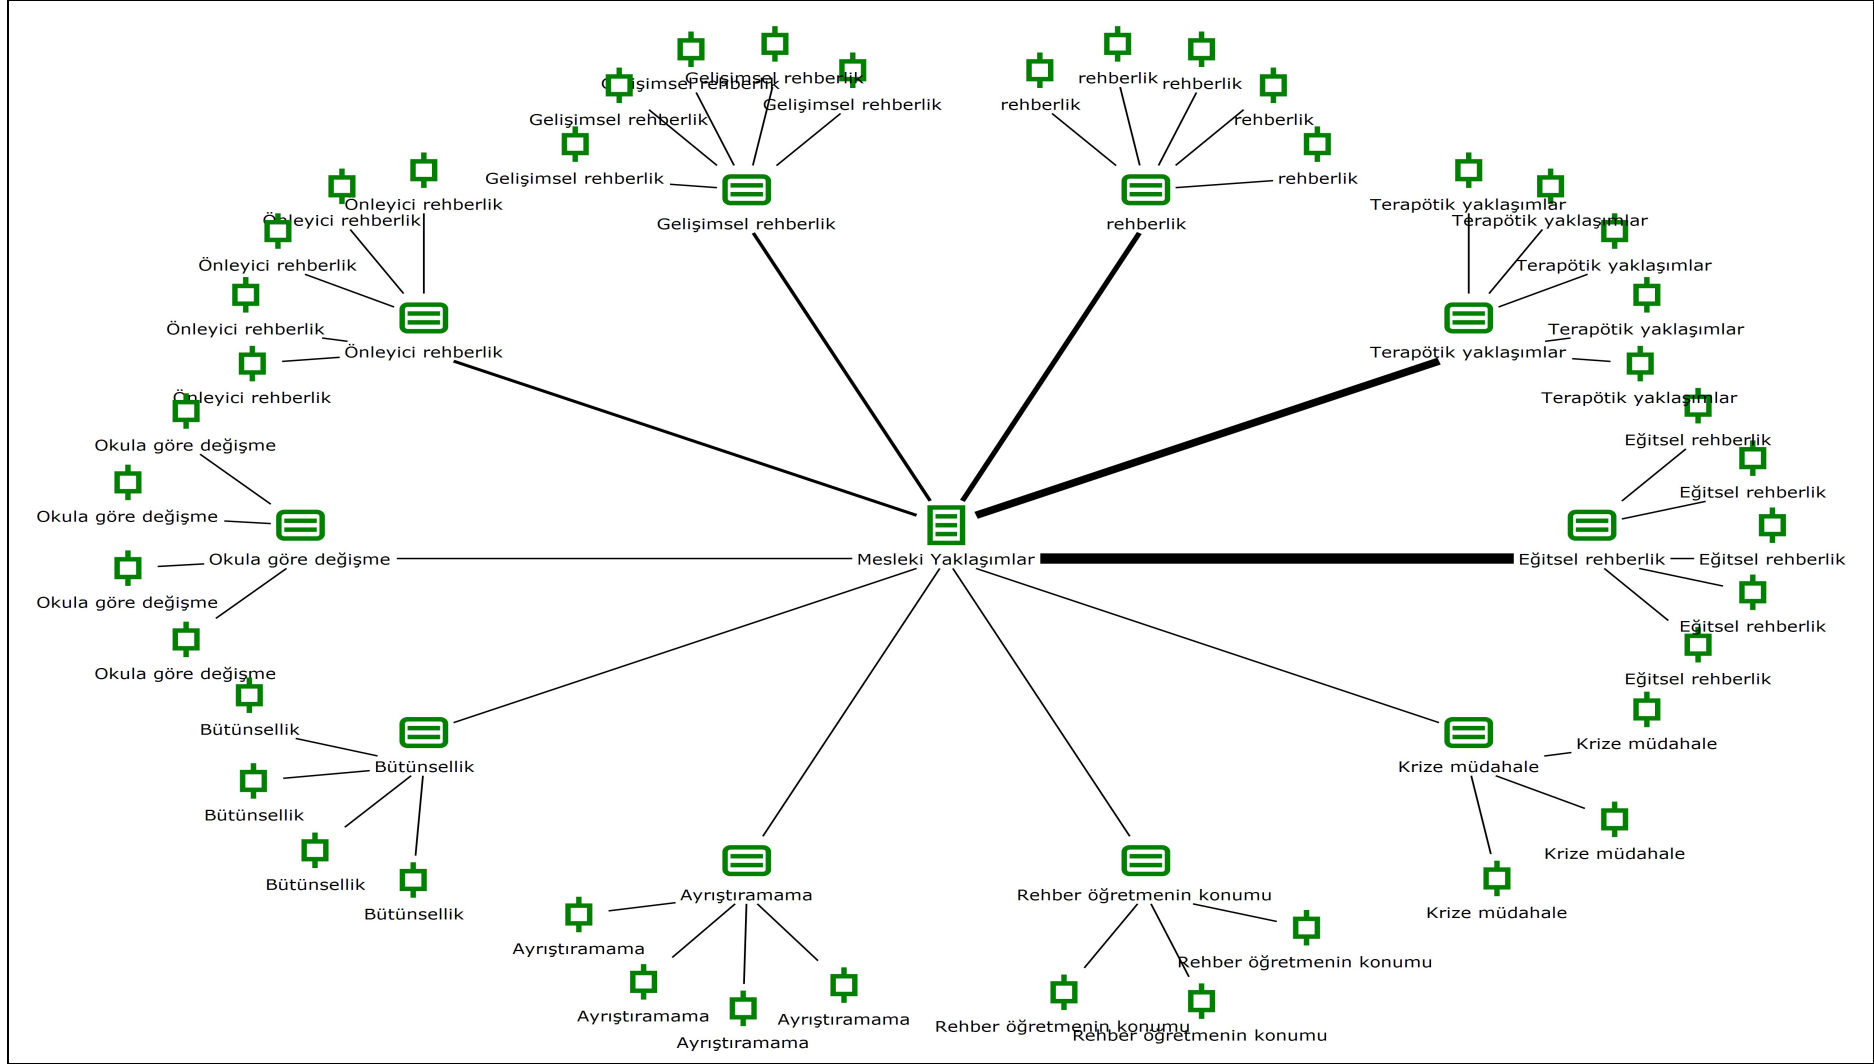 Gelişimsel rehberlik
rehberlik
Gelişimsel rehberlik
rehberlik
Gelişimsel rehberlik
rehberlik
Gelişimsel rehberlik
rehberlik
Gelişimsel rehberlik
rehberlik
Önleyici rehberlik
Terapötik yaklaşımlar
Önleyici rehberlik
Terapötik yaklaşımlar
Gelişimsel rehberlik
rehberlik
Önleyici rehberlik
Terapötik yaklaşımlar
Önleyici rehberlik
Terapötik yaklaşımlar
Önleyici rehberlik
Terapötik yaklaşımlar
Önleyici rehberlik
Terapötik yaklaşımlar
Okula göre değişme
Eğitsel rehberlik
Eğitsel rehberlik
Okula göre değişme
Okula göre değişme
Mesleki Yaklaşımlar
Eğitsel rehberlik
Eğitsel rehberlik
Okula göre değişme
Eğitsel rehberlik
Okula göre değişme
Eğitsel rehberlik
Bütünsellik
Krize müdahale
Bütünsellik
Krize müdahale
Bütünsellik
Krize müdahale
Bütünsellik
Ayrıştıramama
Rehber öğretmenin konumu
Bütünsellik
Krize müdahale
Ayrıştıramama
Rehber öğretmenin konumu
Ayrıştıramama
Ayrıştıramama
Rehber öğretmenin konumu
Rehber öğretmenin konumu
Ayrıştıramama